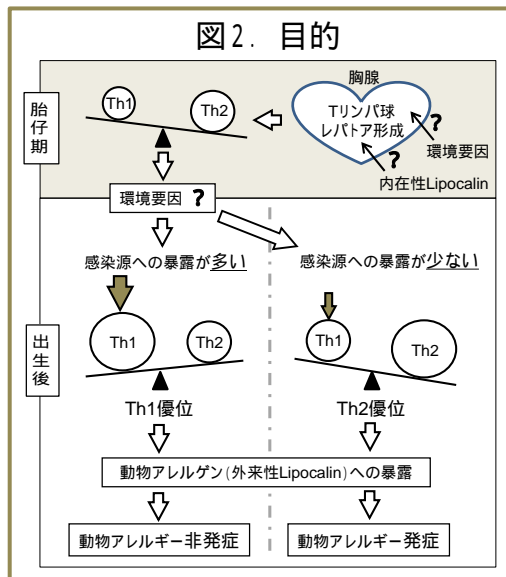 図2. 目的
胎仔期
Th1
Th2
胸腺
Tリンパ球
レパトア形成
?
環境要因
?
内在性Lipocalin
環境要因 ?
出生後
感染源への暴露が多い
感染源への暴露が少ない
Th1
Th2
Th1
Th2
Th1優位
Th2優位
動物アレルゲン(外来性Lipocalin)への暴露
動物アレルギー非発症
動物アレルギー発症